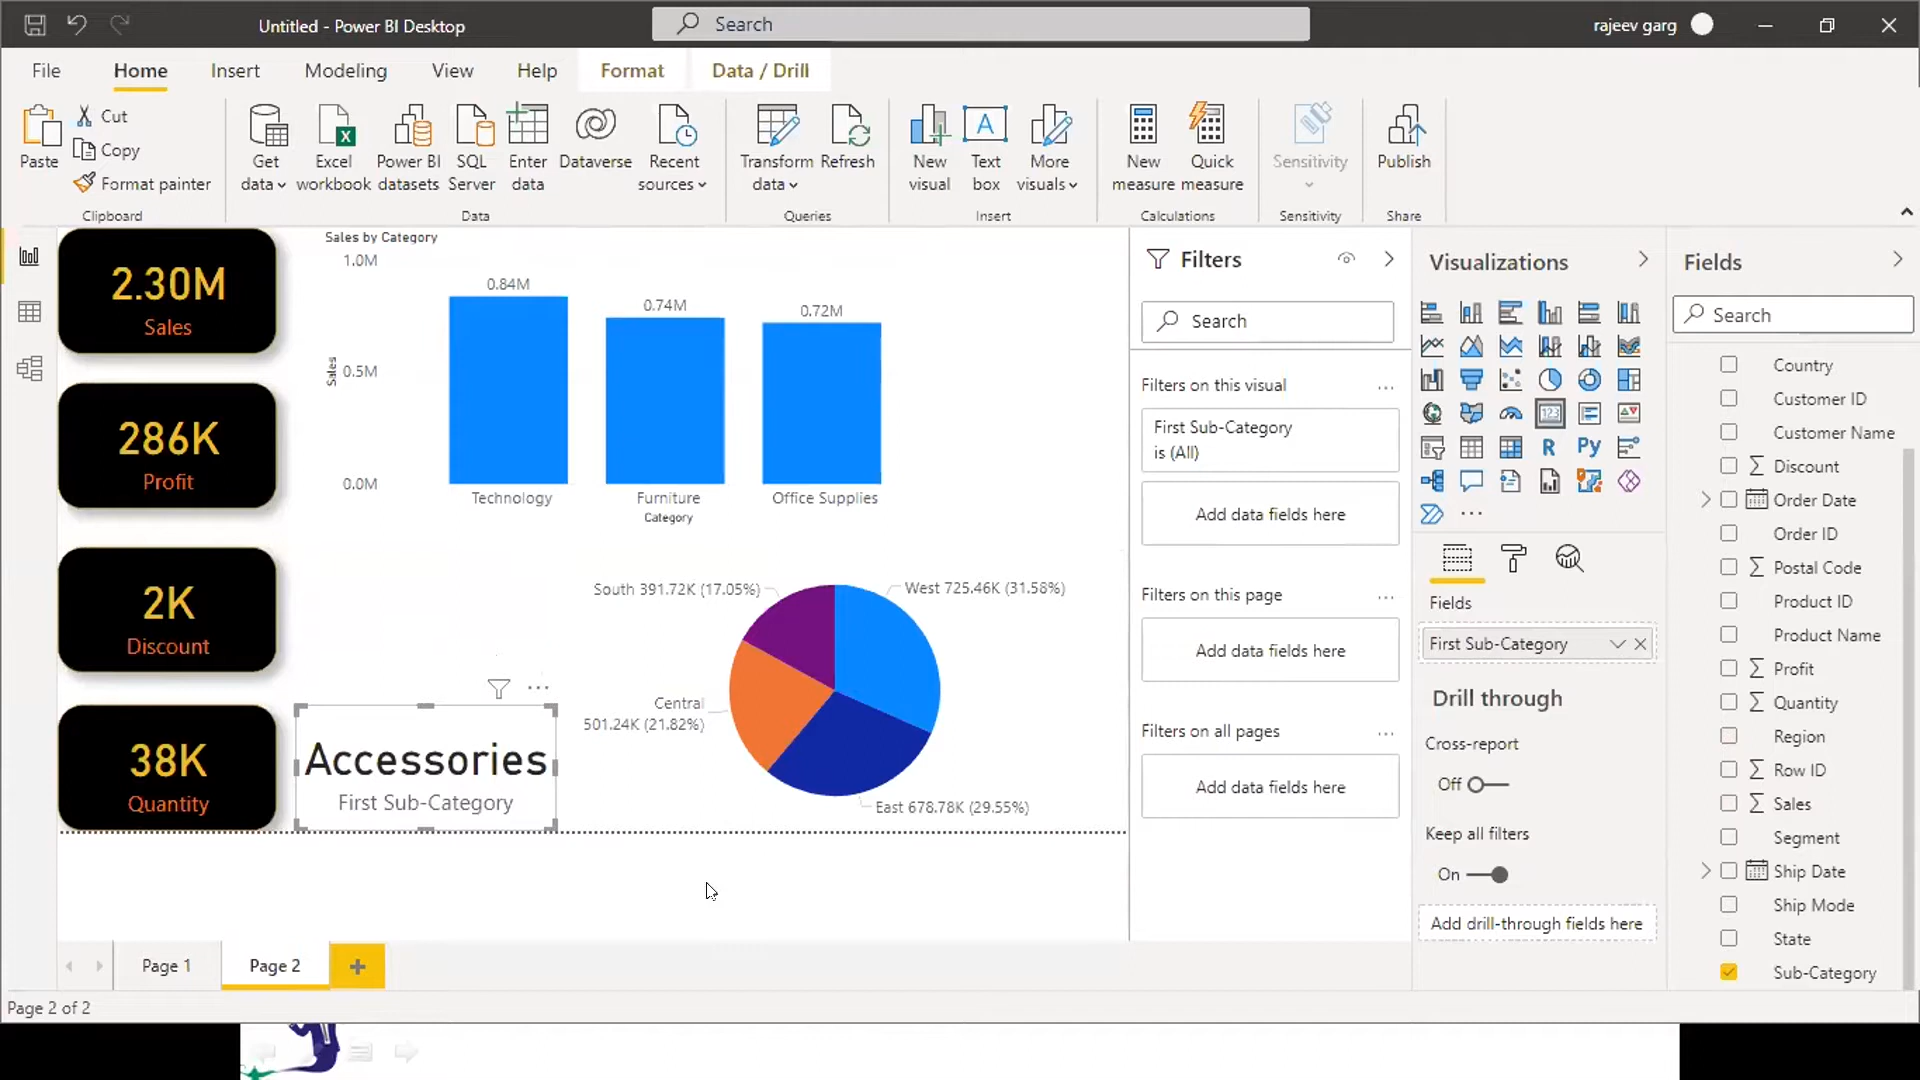 Untitled - Power BI Desktop
Search
rajeev garg
File
Home
Insert
Modeling
View
Help
Format
Data / Drill
Paste
Cut
Copy
Format painter
Get data
Excel workbook
Power BI datasets
SQL Server
Enter data
Dataverse
Recent sources
Transform data
Refresh
New visual
Text box
More visuals
New measure
Quick measure
Sensitivity
Publish
Clipboard
Data
Queries
Insert
Calculations
Sensitivity
Share
2.30M
Sales
286K
Profit
2K
Discount
38K
Quantity
Sales by Category
1.0M
0.5M
0.0M
Sales
0.84M
0.74M
0.72M
Technology
Furniture
Office Supplies
Category
Accessories
First Sub-Category
South 391.72K (17.05%)
West 725.46K (31.58%)
Central
501.24K (21.82%)
East 678.78K (29.55%)
Filters
Search
Filters on this visual
First Sub-Category
is (All)
Add data fields here
Filters on this page
Add data fields here
Filters on all pages
Add data fields here
Visualizations
123
R
Py
Fields
First Sub-Category
Drill through
Cross-report
Off
Keep all filters
On
Add drill-through fields here
Fields
Search
Country
Customer ID
Customer Name
Discount
Order Date
Order ID
Postal Code
Product ID
Product Name
Profit
Quantity
Region
Row ID
Sales
Segment
Ship Date
Ship Mode
State
Sub-Category
Page 1
Page 2
Page 2 of 2